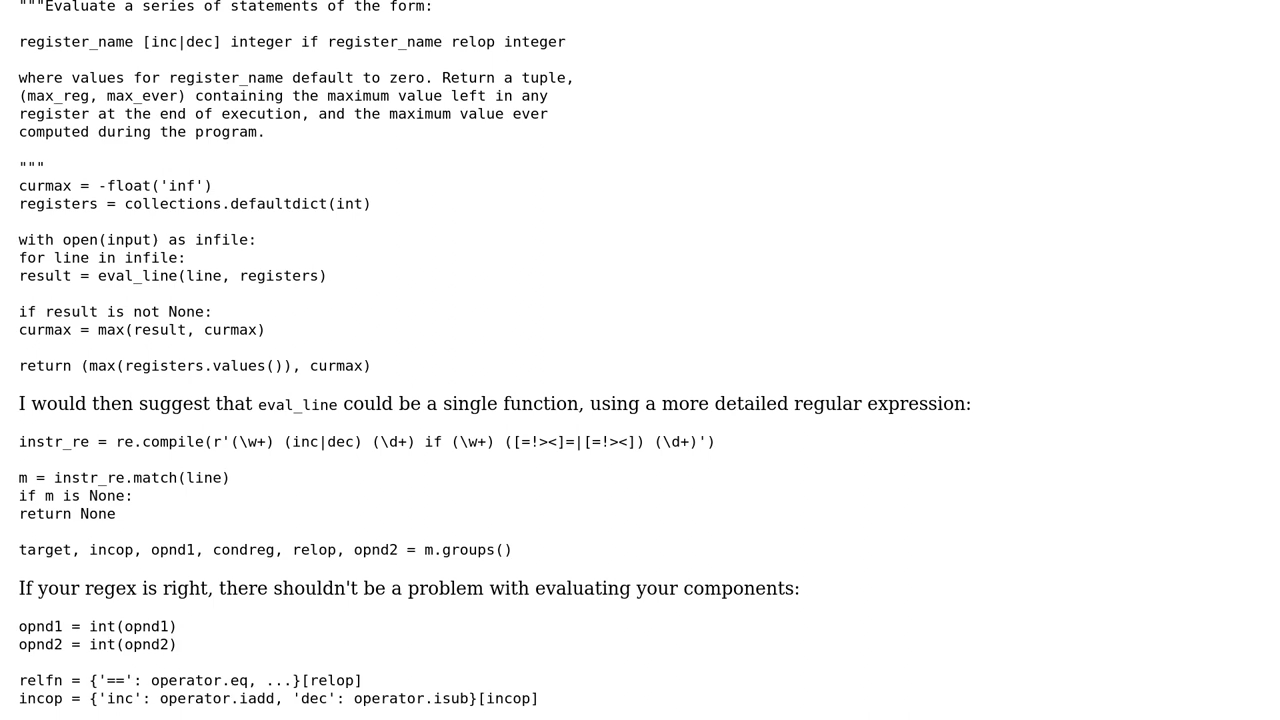 """Evaluate a series of statements of the form:
register_name [inc|dec] integer if register_name relop integer
where values for register_name default to zero. Return a tuple,
(max_reg, max_ever) containing the maximum value left in any
register at the end of execution, and the maximum value ever
computed during the program.
"""
curmax = -float('inf')
registers = collections.defaultdict(int)
with open(input) as infile:
for line in infile:
result = eval_line(line, registers)
if result is not None:
curmax = max(result, curmax)
return (max(registers.values()), curmax)
I would then suggest that eval_line could be a single function, using a more detailed regular expression:
instr_re = re.compile(r'(\w+) (inc|dec) (\d+) if (\w+) ([=!><]=|[=!><]) (\d+)')
m = instr_re.match(line)
if m is None:
return None
target, incop, opnd1, condreg, relop, opnd2 = m.groups()
If your regex is right, there shouldn't be a problem with evaluating your components:
opnd1 = int(opnd1)
opnd2 = int(opnd2)
relfn = {'==': operator.eq, ...}[relop]
incop = {'inc': operator.iadd, 'dec': operator.isub}[incop]